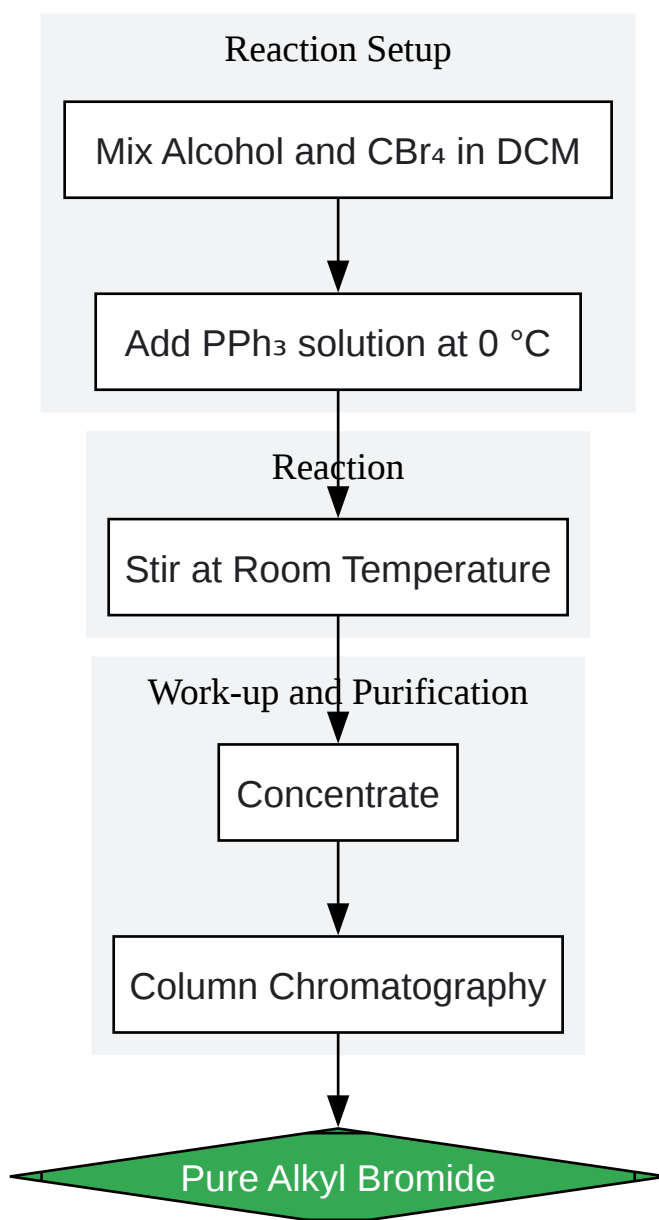 Reaction Setup
Mix Alcohol and CBr₄ in DCM
Add PPh₃ solution at 0 °C
Reaction
Stir at Room Temperature
Work-up and Purification
Concentrate
Column Chromatography
Pure Alkyl Bromide